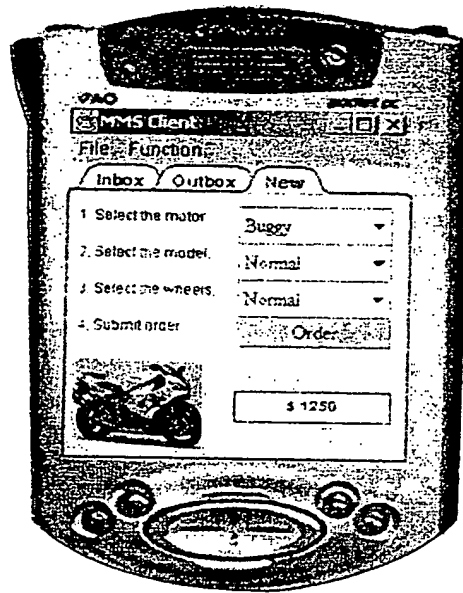 pocket pc
MMS Client
File Function
Inbox Outbox New
1. Select the motor Buggy
2. Select the model. Normal
3. Select the wheels. Normal
4. Submit order Order
$ 1250